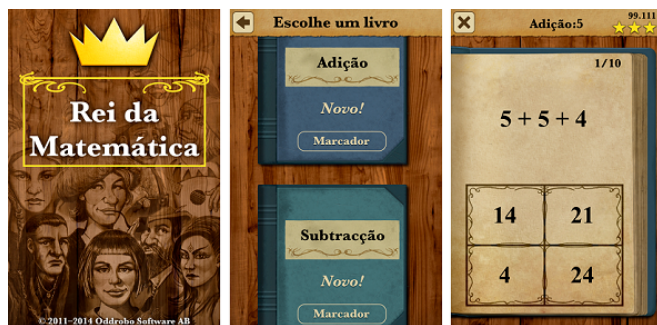 Rei da
Matemática
© 2011-2014 Oddrobo Software AB
Escolhe um livro
Adição
Novo!
Marcador
Subtracção
Novo!
Marcador
Adição:5
99.111
1/10
5 + 5 + 4
14
21
4
24